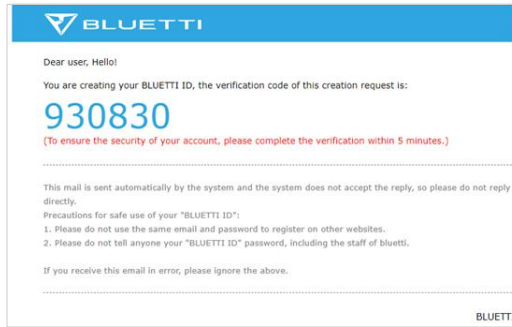 BLUETTI
Dear user, Hello!
You are creating your BLUETTI ID, the verification code of this creation request is:
930830
(To ensure the security of your account, please complete the verification within 5 minutes.)
This mail is sent automatically by the system and the system does not accept the reply, so please do not reply
directly.
Precautions for safe use of your "BLUETTI ID":
1. Please do not use the same email and password to register on other websites.
2. Please do not tell anyone your "BLUETTI ID" password, including the staff of bluetti.
If you receive this email in error, please ignore the above.
BLUETTI